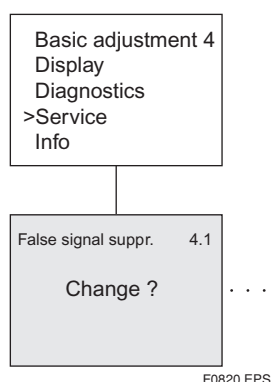 Basic adjustment 4
Display
Diagnostics
>Service
Info
False signal suppr. 4.1
Change ?
. . .
F0820.EPS